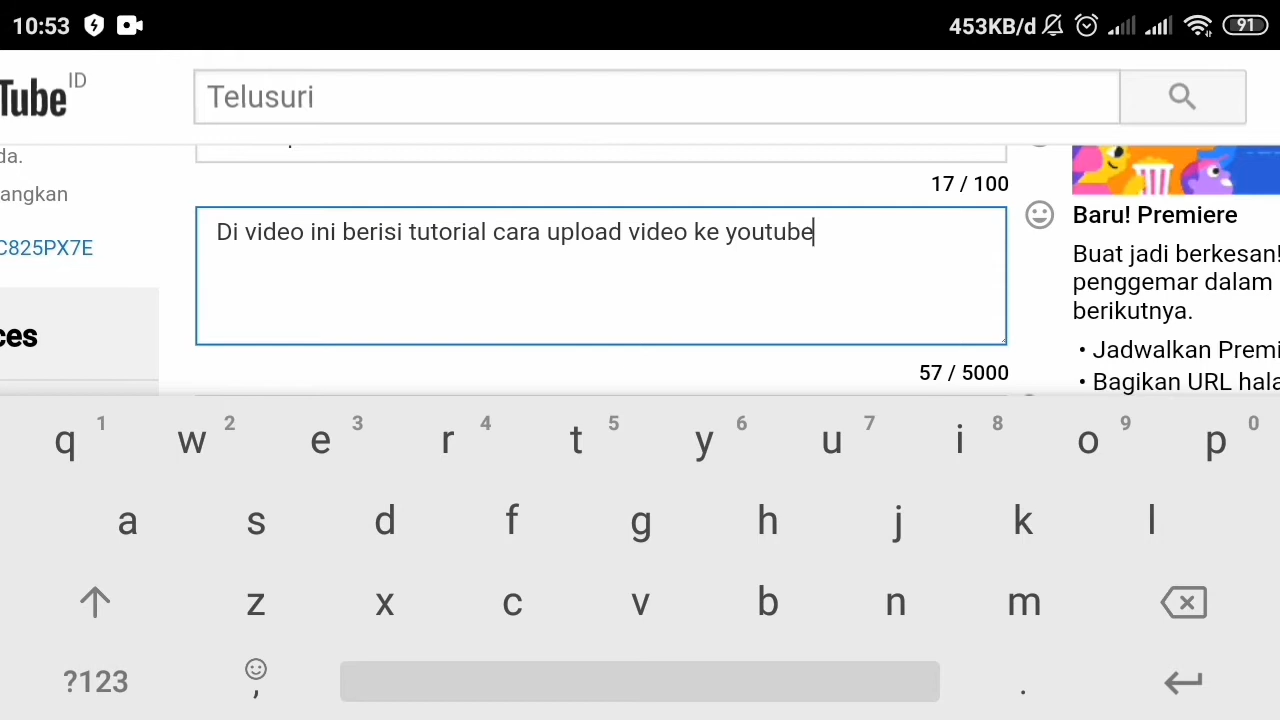 10:53
453KB/d
91
Tube ID
Telusuri
da.
angkan
C825PX7E
ces
17 / 100
Di video ini berisi tutorial cara upload video ke youtube
57 / 5000
Baru! Premiere
Buat jadi berkesan!
penggemar dalam
berikutnya.
• Jadwalkan Premi
• Bagikan URL hala
q 1 w 2 e 3 r 4 t 5 y 6 u 7 i 8 o 9 p 0
a s d f g h j k l
z x c v b n m
?123 , .